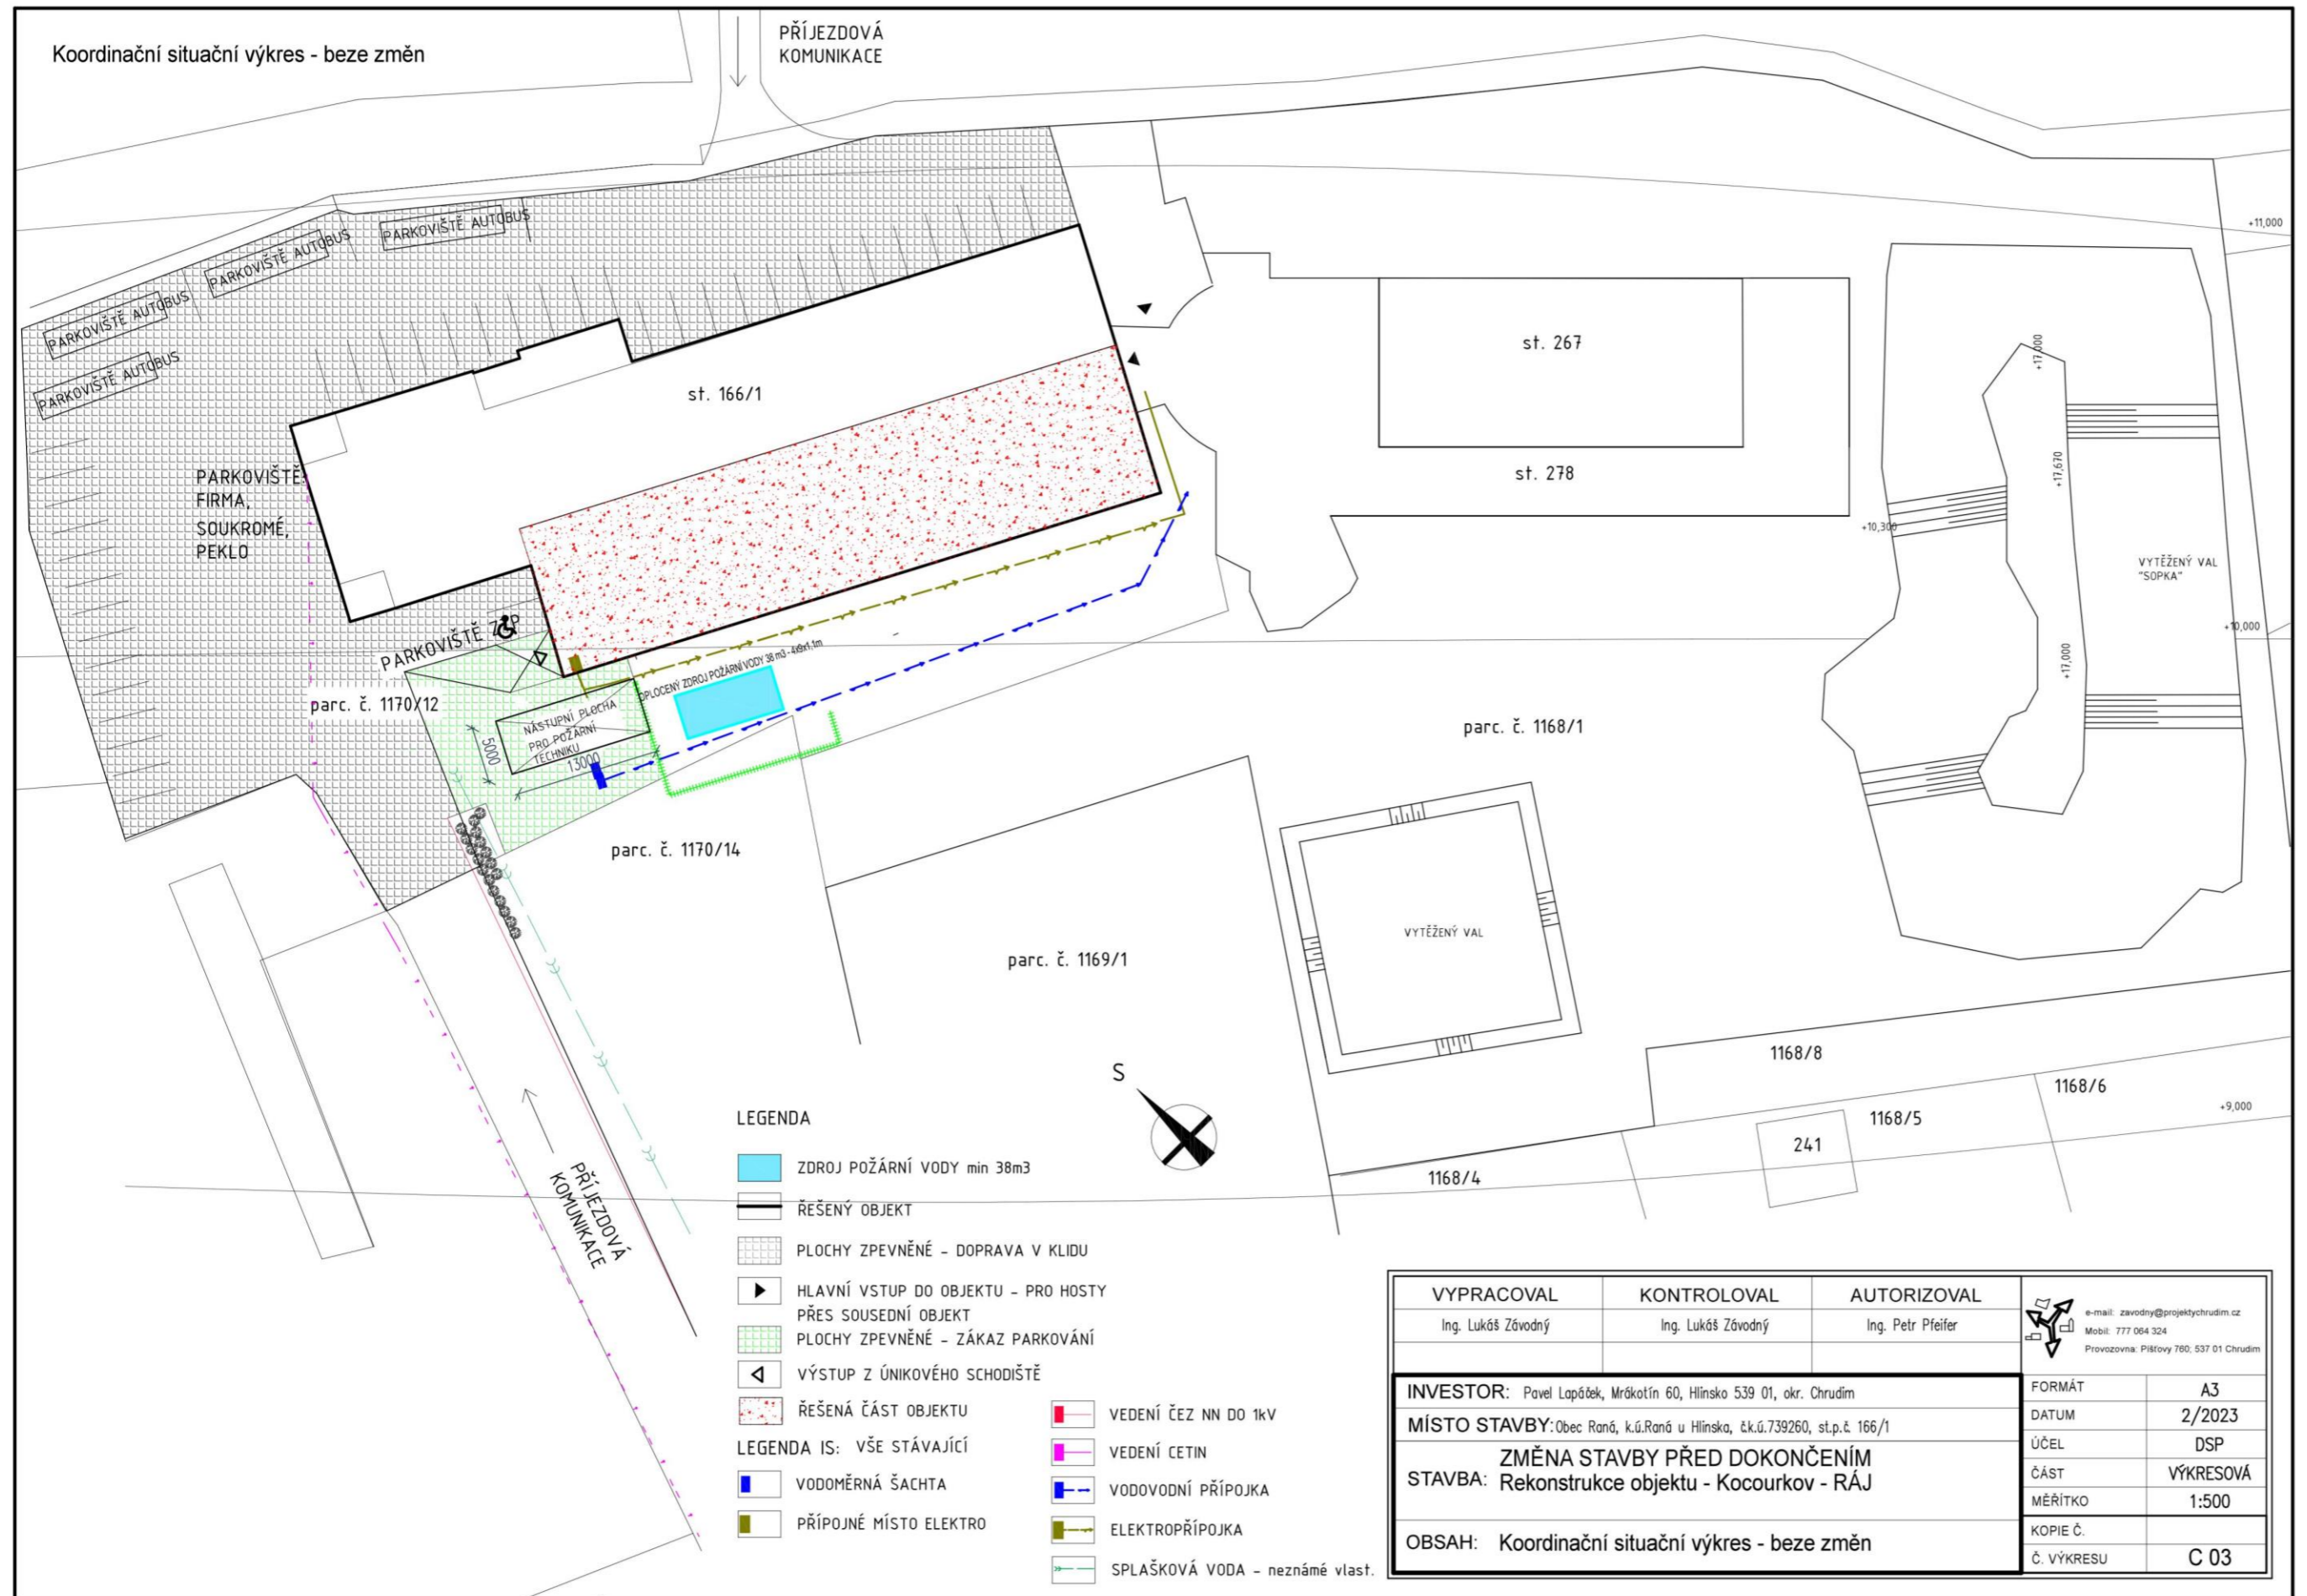 Koordinační situační výkres - beze změn
PŘÍJEZDOVÁ
KOMUNIKACE
PARKOVIŠTĚ AUTOBUS
PARKOVIŠTĚ AUTOBUS
PARKOVIŠTĚ AUTOBUS
PARKOVIŠTĚ AUTOBUS
+11,000
st. 267
st. 166/1
st. 278
+17,000
+17,670
+10,300
PARKOVIŠTĚ
FIRMA,
SOUKROMÉ,
PEKLO
VYTĚŽENÝ VAL
"SOPKA"
+10,000
+17,000
PARKOVIŠTĚ ZTP
OPLOCENÝ ZDROJ POŽÁRNÍ VODY 38 m3 - 4x9x1,1m
parc. č. 1170/12
NÁSTUPNÍ PLOCHA
PRO POŽÁRNÍ
TECHNIKU
5000
13000
parc. č. 1168/1
parc. č. 1170/14
VYTĚŽENÝ VAL
parc. č. 1169/1
1168/8
1168/6
1168/5
+9,000
241
1168/4
S
PŘÍJEZDOVÁ
KOMUNIKACE
LEGENDA
ZDROJ POŽÁRNÍ VODY min 38m3
ŘEŠENÝ OBJEKT
PLOCHY ZPEVNĚNÉ - DOPRAVA V KLIDU
HLAVNÍ VSTUP DO OBJEKTU - PRO HOSTY
PŘES SOUSEDNÍ OBJEKT
PLOCHY ZPEVNĚNÉ - ZÁKAZ PARKOVÁNÍ
VÝSTUP Z ÚNIKOVÉHO SCHODIŠTĚ
ŘEŠENÁ ČÁST OBJEKTU
LEGENDA IS: VŠE STÁVAJÍCÍ
VODOMĚRNÁ ŠACHTA
PŘÍPOJNÉ MÍSTO ELEKTRO
VEDENÍ ČEZ NN DO 1kV
VEDENÍ CETIN
VODOVODNÍ PŘÍPOJKA
ELEKTROPŘÍPOJKA
SPLAŠKOVÁ VODA - neznámé vlast.
VYPRACOVAL KONTROLOVAL AUTORIZOVAL
Ing. Lukáš Závodný Ing. Lukáš Závodný Ing. Petr Pfeifer
e-mail: zavodny@projektychrudim.cz
Mobil: 777 064 324
Provozovna: Píšťovy 760; 537 01 Chrudim
INVESTOR: Pavel Lapáček, Mrákotín 60, Hlinsko 539 01, okr. Chrudim
MÍSTO STAVBY: Obec Raná, k.ú.Raná u Hlinska, č.k.ú.739260, st.p.č. 166/1
STAVBA: ZMĚNA STAVBY PŘED DOKONČENÍM
Rekonstrukce objektu - Kocourkov - RÁJ
OBSAH: Koordinační situační výkres - beze změn
FORMÁT A3
DATUM 2/2023
ÚČEL DSP
ČÁST VÝKRESOVÁ
MĚŘÍTKO 1:500
KOPIE Č.
Č. VÝKRESU C 03